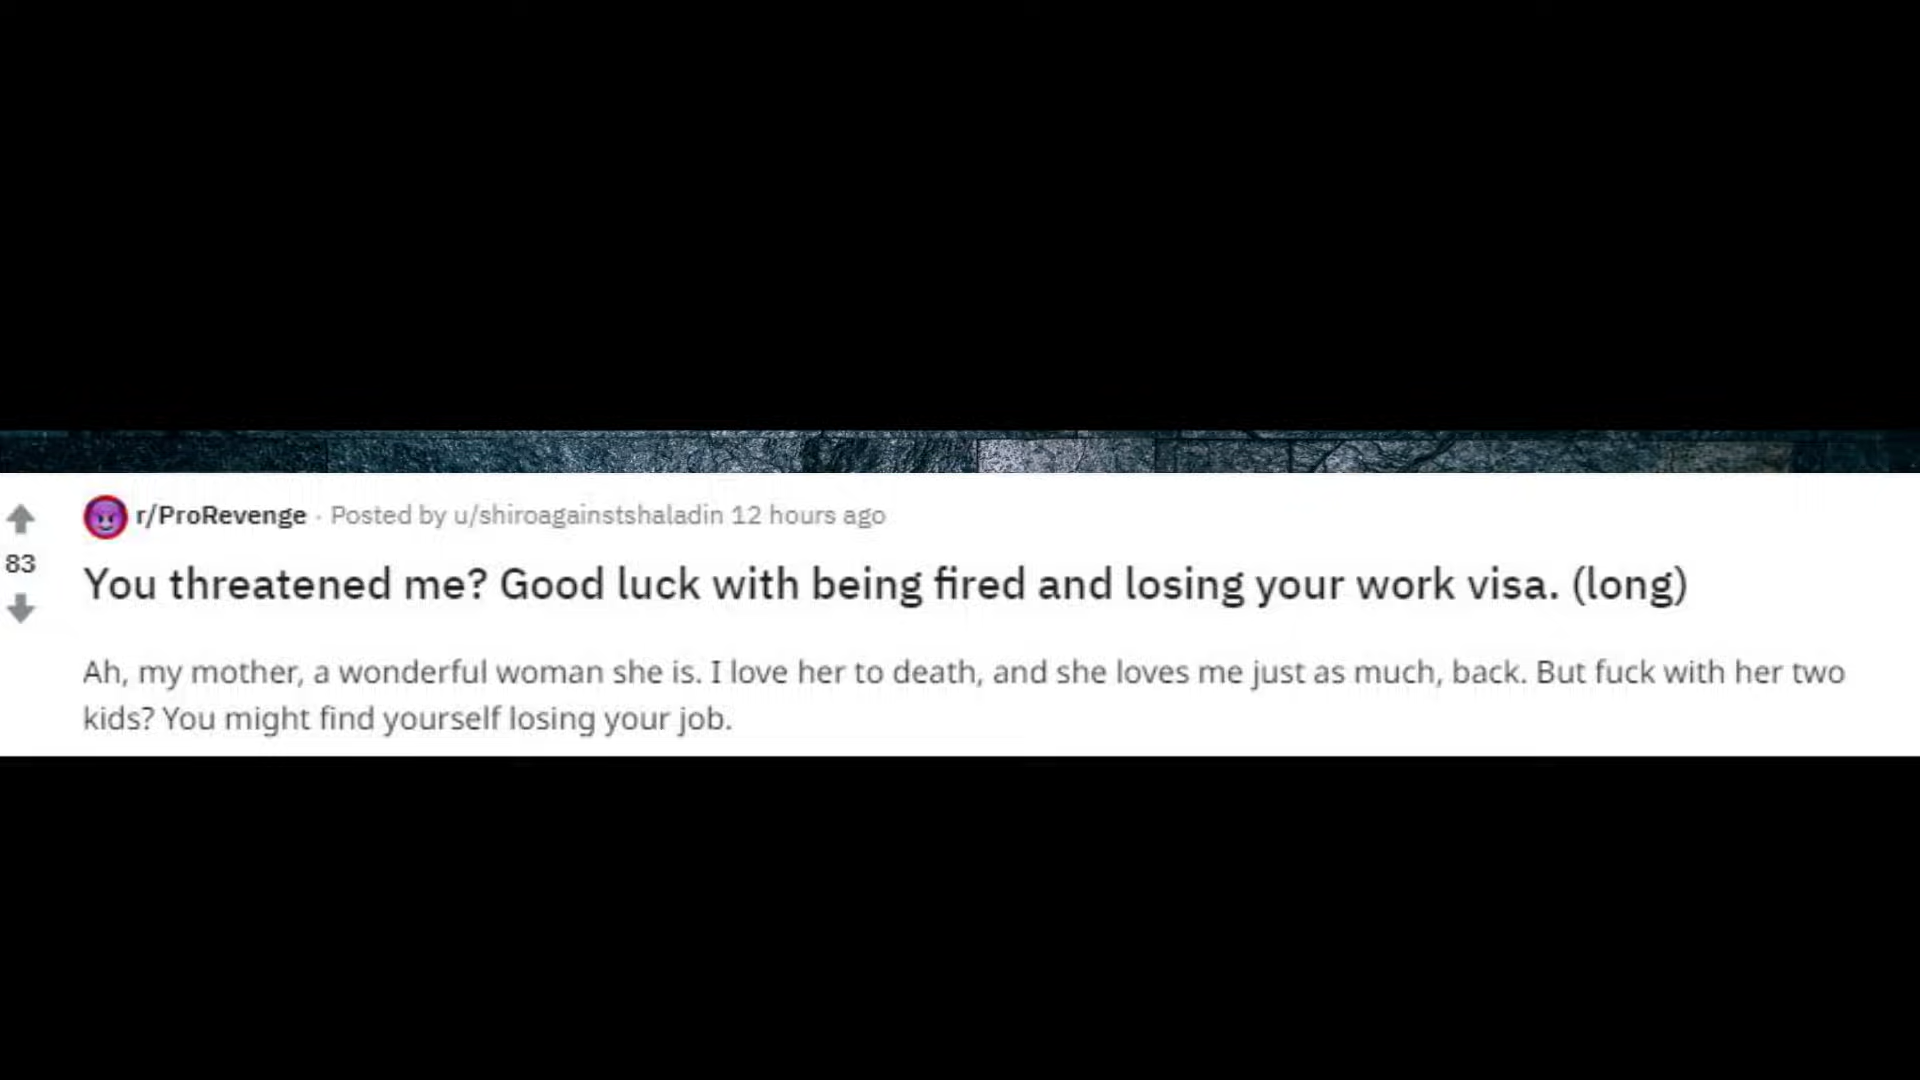 r/ProRevenge · Posted by u/shiroagainstshaladin 12 hours ago
83
You threatened me? Good luck with being fired and losing your work visa. (long)
Ah, my mother, a wonderful woman she is. I love her to death, and she loves me just as much, back. But fuck with her two
kids? You might find yourself losing your job.